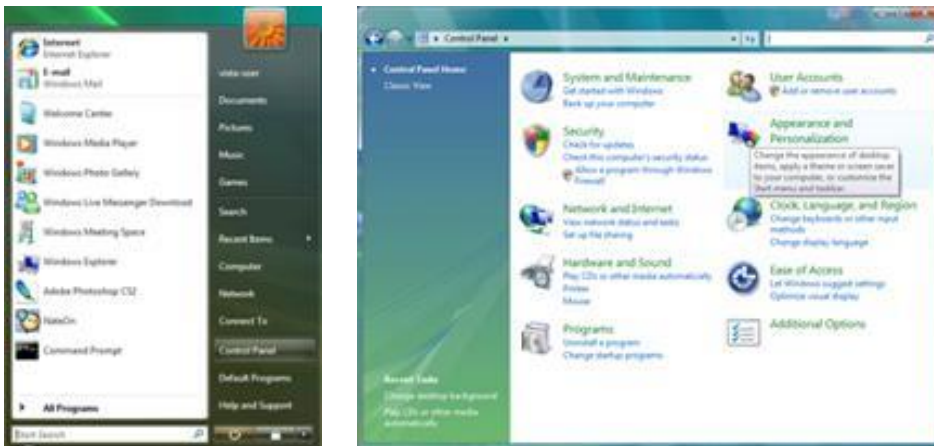 Internet
Internet Explorer
E-mail
Windows Mail
Welcome Center
Windows Media Player
Windows Photo Gallery
Windows Live Messenger Download
Windows Meeting Space
Windows Explorer
Adobe Photoshop CS2
NateOn
Command Prompt
All Programs
Start Search
vista user
Documents
Pictures
Music
Games
Search
Recent Items
Computer
Network
Connect To
Control Panel
Default Programs
Help and Support
Control Panel
Control Panel Home
Classic View
System and Maintenance
Get started with Windows
Back up your computer
Security
Check for updates
Check this computer's security status
Allow a program through Windows
Firewall
Network and Internet
View network status and tasks
Set up file sharing
Hardware and Sound
Play CDs or other media automatically
Printer
Mouse
Programs
Uninstall a program
Change startup programs
User Accounts
Add or remove user accounts
Appearance and
Personalization
Change the appearance of desktop
items, apply a theme or screen saver
to your computer, or customize the
Start menu and taskbar.
Clock, Language, and Region
Change keyboards or other input
methods
Change display language
Ease of Access
Let Windows suggest settings
Optimize visual display
Additional Options
Recent Tasks
Change desktop background
Play CDs or other media
automatically